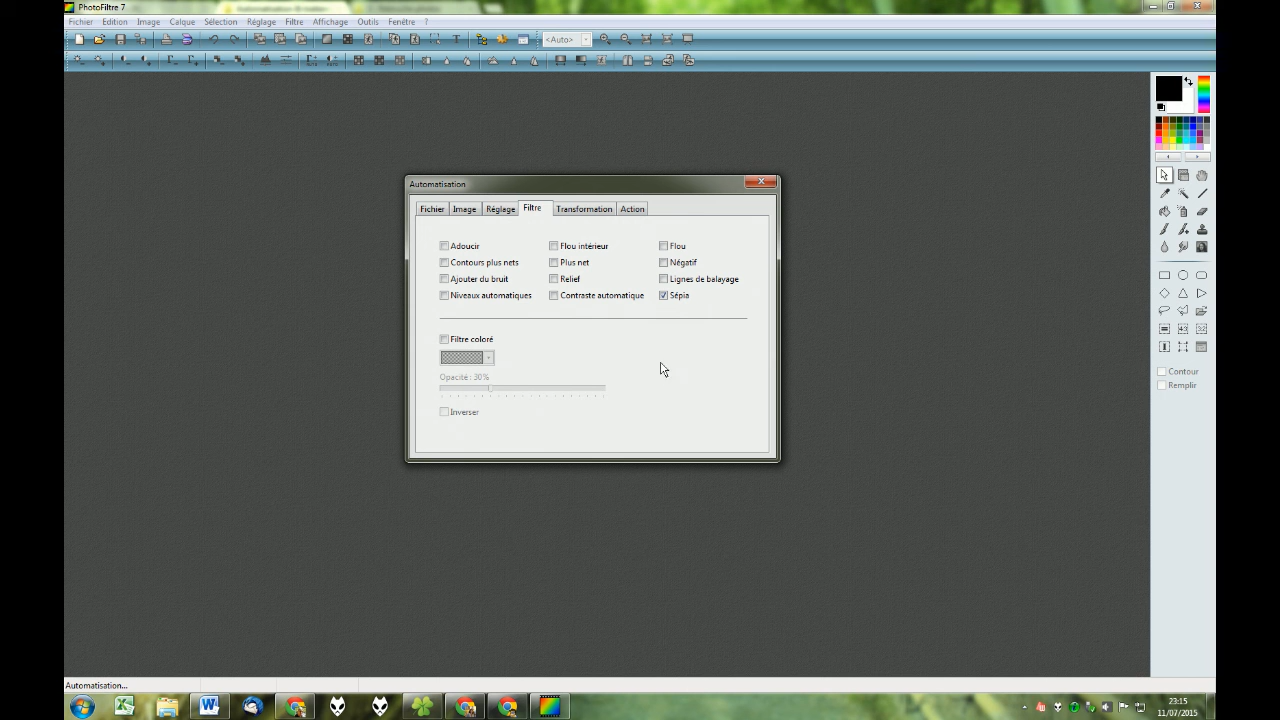 PhotoFiltre 7
Fichier Edition Image Calque Sélection Réglage Filtre Affichage Outils Fenêtre ?
<Auto>
Automatisation
Fichier Image Réglage Filtre Transformation Action
Adoucir Flou intérieur Flou
Contours plus nets Plus net Négatif
Ajouter du bruit Relief Lignes de balayage
Niveaux automatiques Contraste automatique Sépia
Filtre coloré
Opacité : 30%
Inverser
Contour
Remplir
Automatisation...
23:15
11/07/2015